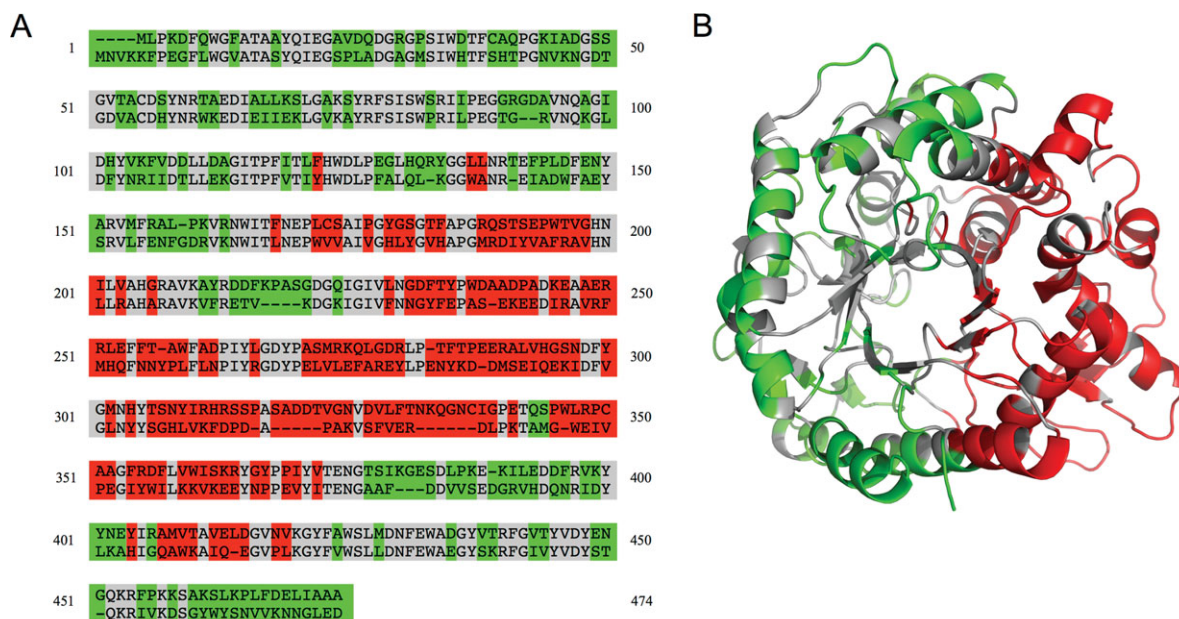 A
B
----MLPKDFQWGFATAAYQIEGAVDQDGRGPSIWDTFCAQPGKIADGSS
1 50
MNVKKFPEGFLWGVATASYQIEGSPLADGAGMSIWHTFSHTPGNVKNGDT
GVTACDSYNRTAEDIALLKSLGAKSYRFSISWSRIIPEGGRGDAVNQAGI
51 100
GDVACDHYNRWKEDIEIIEKLGVKAYRFSISWPRILPEGTG--RVNQKGL
DHYVKFVDDLLDAGITPFITLFHWDLPEGLHQRYGGLLNRTEFPLDFENY
101 150
DFYNRIIDTLLEKGITPFVTIYHWDLPFALQL-KGGWANR-EIADWFAEY
ARVMFRAL-PKVRNWITFNEPLCSAIPGYGSGTFAPGRQSTSEPWTVGHN
151 200
SRVLFENFGDRVKNWITLNEPWVVAIVGHLYGVHAPGMRDIYVAFRAVHN
ILVAHGRAVKAYRDDFKPASGDGQIGIVLNGDFTYPWDAADPADKEAAER
201 250
LLRAHARAVKVFRETV----KDGKIGIVFNNGYFEPAS-EKEEDIRAVRF
RLEFFT-AWFADPIYLGDYPASMRKQLGDRLP-TFTPEERALVHGSNDFY
251 300
MHQFNNYPLFLNPIYRGDYPELVLEFAREYLPENYKD-DMSEIQEKIDFV
GMNHYTSNYIRHRSSPASADDTVGNVDVLFTNKQGNCIGPETQSPWLRPC
301 350
GLNYYSGHLVKFDPDA-----PAKVSFVER------DLPKTAMG-WEIV
AAGFRDFLVWISKRYGYPPIYVTENGTSIKGESDLPKE-KILEDDFRVKY
351 400
PEGIYWILKKVKEEYNPPEVYITENGAAF---DDVVSEDGRVHDQNRIDY
YNEYIRAMVTAVELDGVNVKGYFAWSLMDNFEWADGYVTRFGVTYVDYEN
401 450
LKAHIGQAWKAIQ-EGVPLKGYFVWSLLDNFEWAEGYSKRFGIVYVDYST
GQKRFPKKSAKSLKPLFDELIAAA
451 474
-QKRIVKDSGYWYSNVVKNNGLED